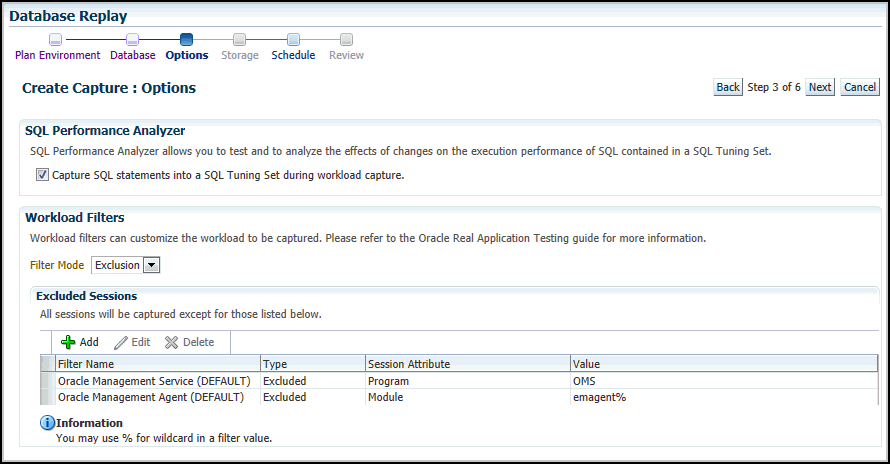 Database Replay
Plan Environment Database Options Storage Schedule Review
Create Capture : Options
Back Step 3 of 6 Next Cancel
SQL Performance Analyzer
SQL Performance Analyzer allows you to test and to analyze the effects of changes on the execution performance of SQL contained in a SQL Tuning Set.
Capture SQL statements into a SQL Tuning Set during workload capture.
Workload Filters
Workload filters can customize the workload to be captured. Please refer to the Oracle Real Application Testing guide for more information.
Filter Mode Exclusion
Excluded Sessions
All sessions will be captured except for those listed below.
Add Edit Delete
Filter Name Type Session Attribute Value
Oracle Management Service (DEFAULT) Excluded Program OMS
Oracle Management Agent (DEFAULT) Excluded Module emagent%
Information
You may use % for wildcard in a filter value.